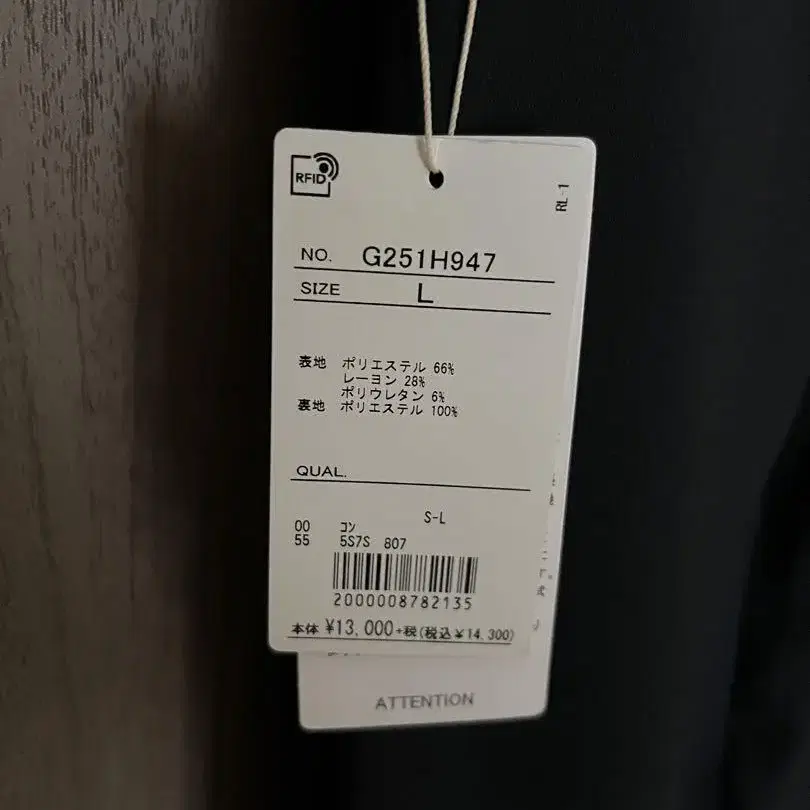 RFID
RL-1
NO. G251H947
SIZE L
表地 ポリエステル 66%
レーヨン 28%
ポリウレタン 6%
裏地 ポリエステル 100%
QUAL.
S-L
00 コン
55 5S7S 807
2000008782135
本体 ¥13,000+税(税込¥14,300)
ATTENTION